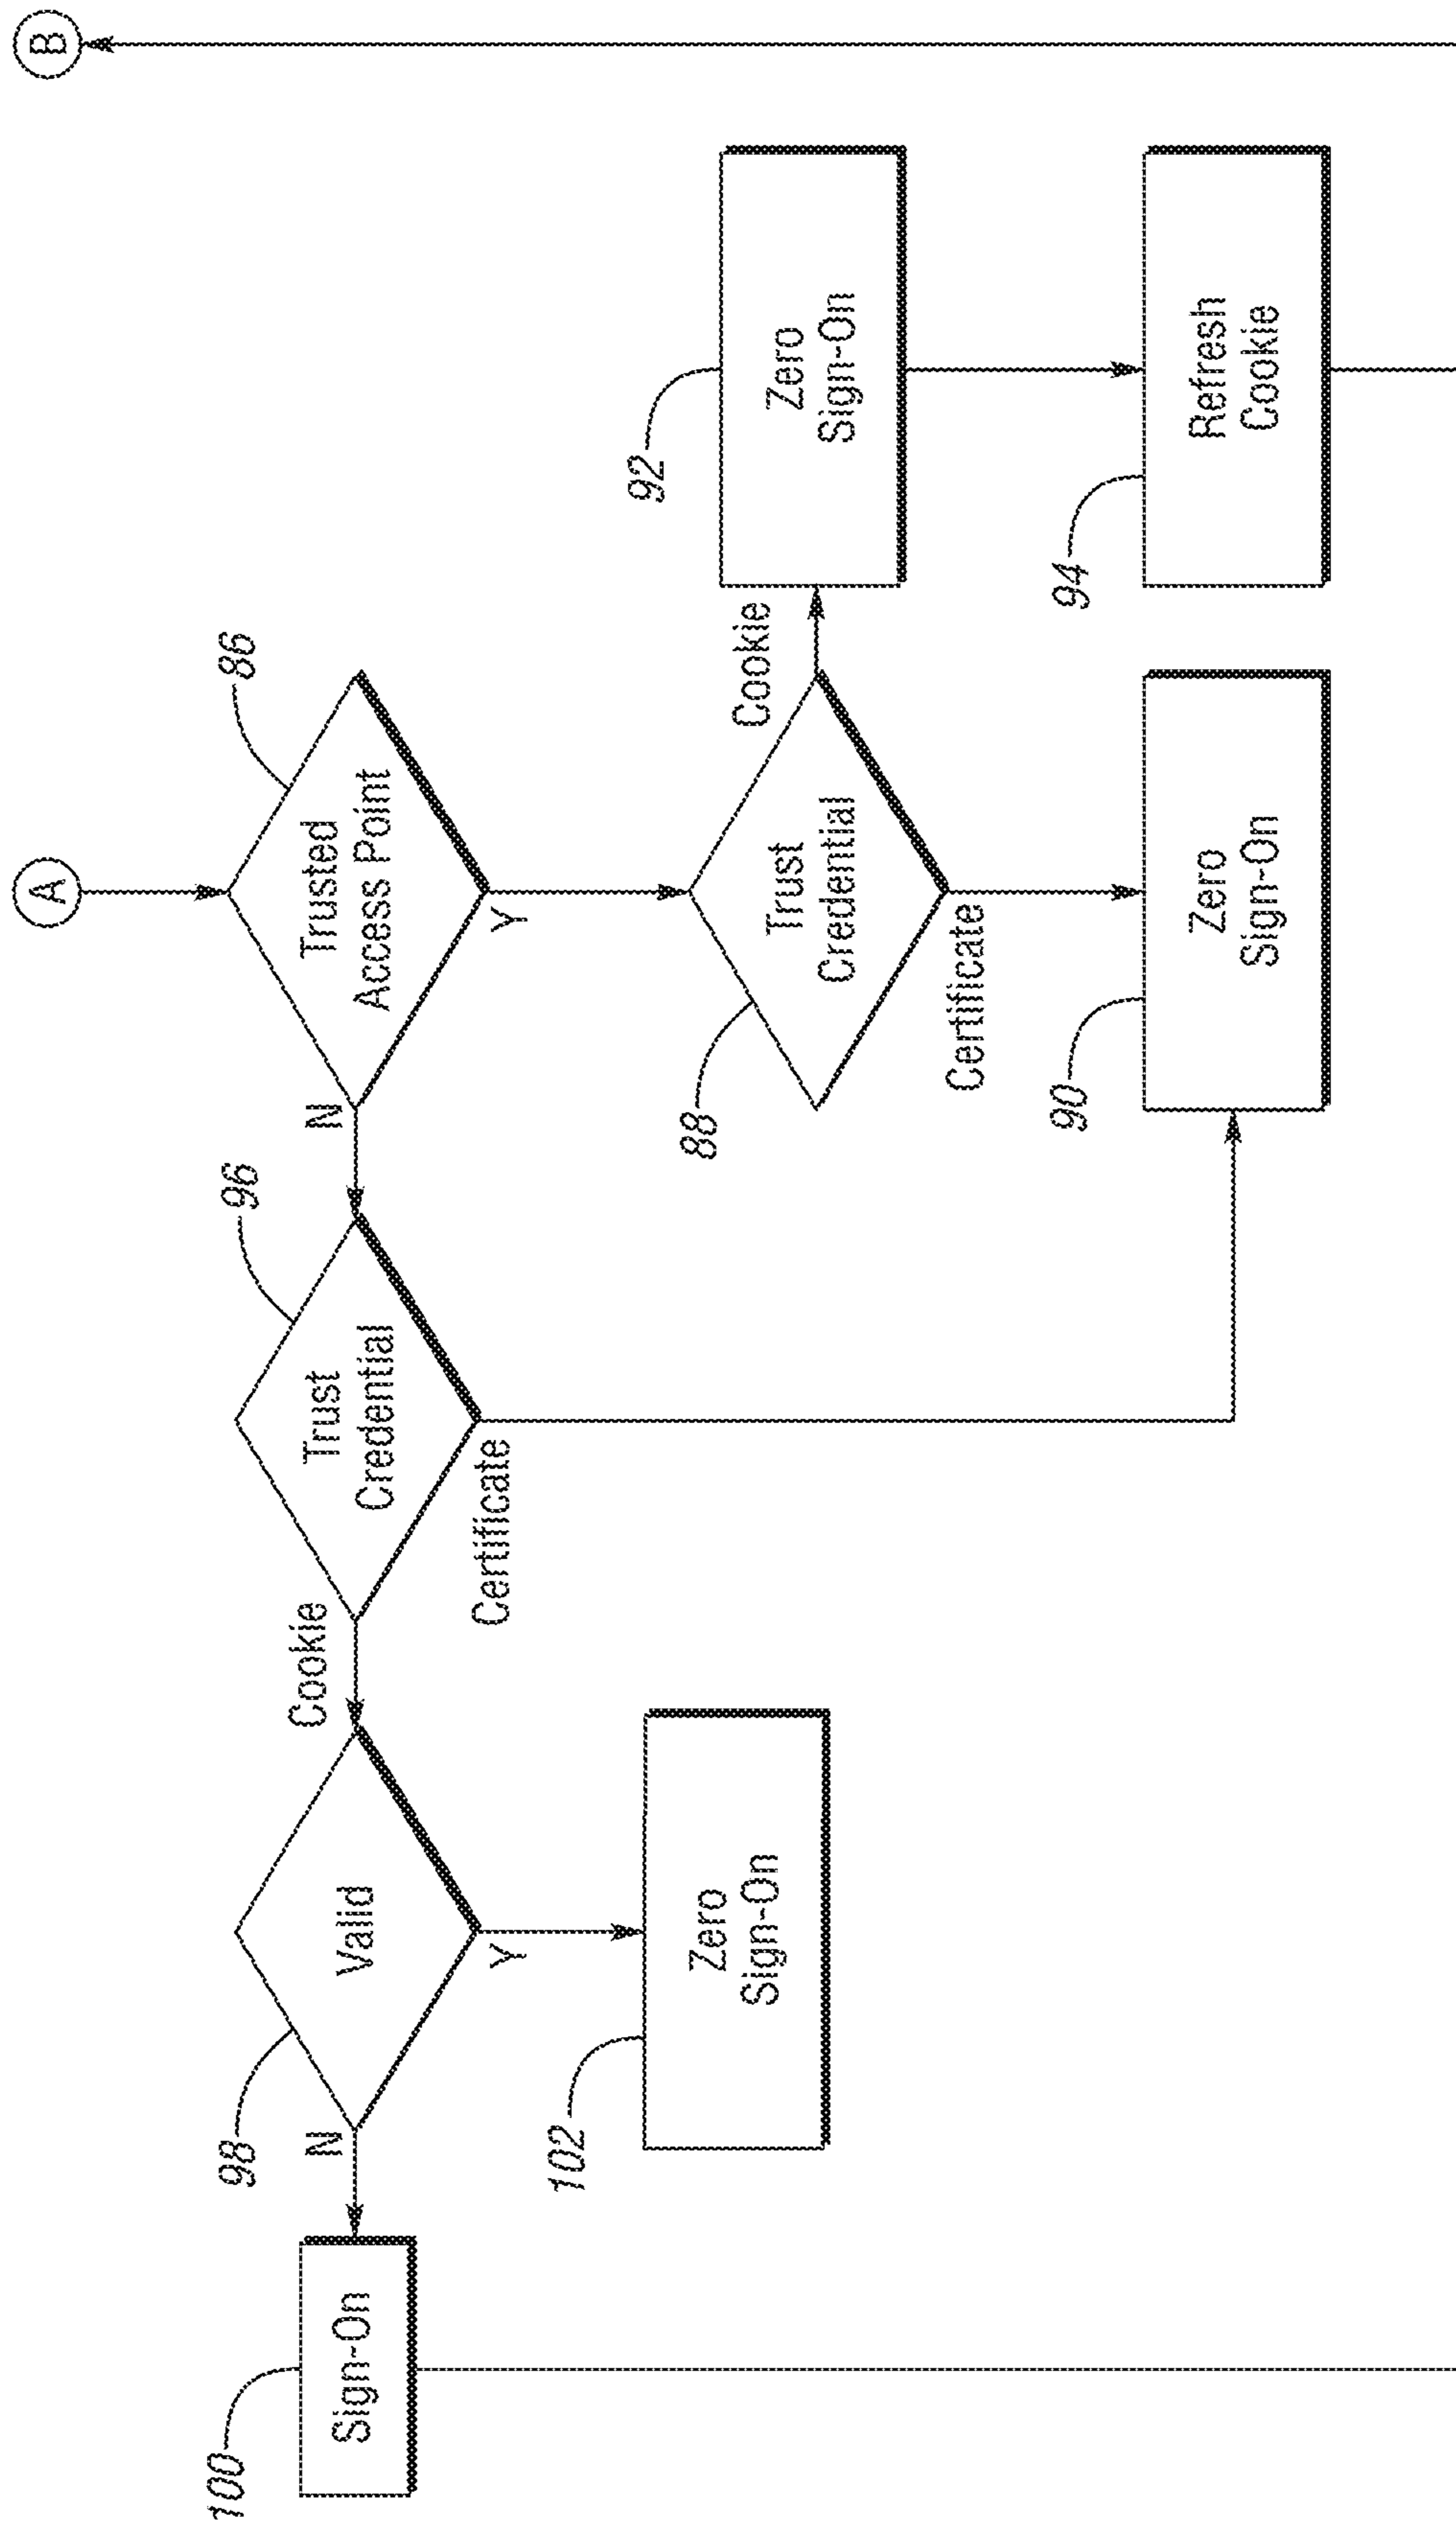 A
B
86
Trusted
Access Point
N
Y
96
Trust
Credential
Cookie
Certificate
98
Valid
N
Y
100
Sign-On
102
Zero
Sign-On
88
Trust
Credential
Cookie
Certificate
92
Zero
Sign-On
90
Zero
Sign-On
94
Refresh
Cookie